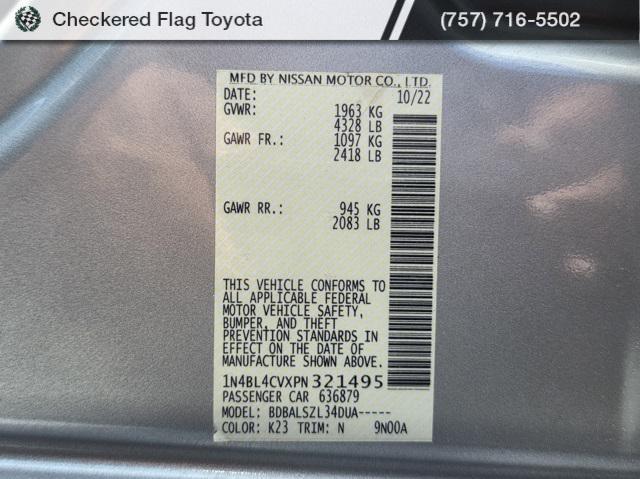 Checkered Flag Toyota
(757) 716-5502
MFD BY NISSAN MOTOR CO., LTD.
DATE: 10/22
GVWR: 1963 KG
4328 LB
GAWR FR.: 1097 KG
2418 LB
GAWR RR.: 945 KG
2083 LB
THIS VEHICLE CONFORMS TO
ALL APPLICABLE FEDERAL
MOTOR VEHICLE SAFETY,
BUMPER, AND THEFT
PREVENTION STANDARDS IN
EFFECT ON THE DATE OF
MANUFACTURE SHOWN ABOVE.
1N4BL4CVXPN321495
PASSENGER CAR 636879
MODEL: BDBALSZL34DUA-----
COLOR: K23 TRIM: N 9N00A